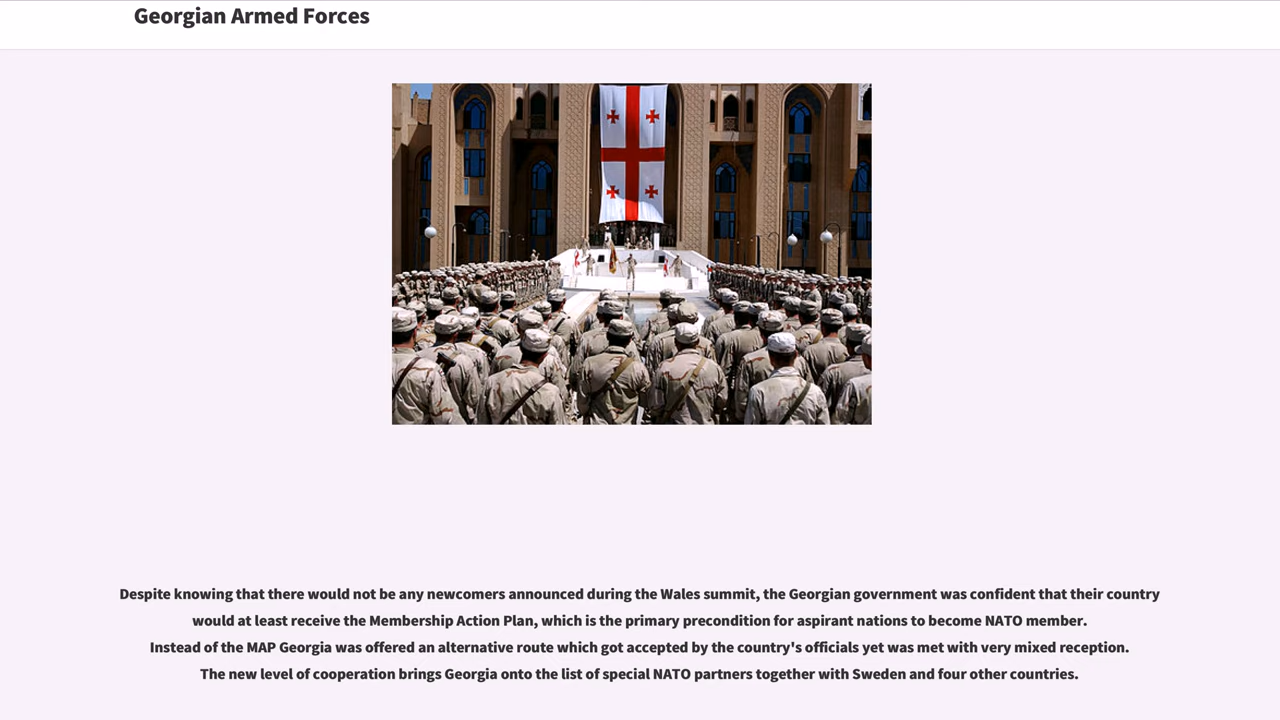 Georgian Armed Forces
Despite knowing that there would not be any newcomers announced during the Wales summit, the Georgian government was confident that their country
would at least receive the Membership Action Plan, which is the primary precondition for aspirant nations to become NATO member.
Instead of the MAP Georgia was offered an alternative route which got accepted by the country's officials yet was met with very mixed reception.
The new level of cooperation brings Georgia onto the list of special NATO partners together with Sweden and four other countries.